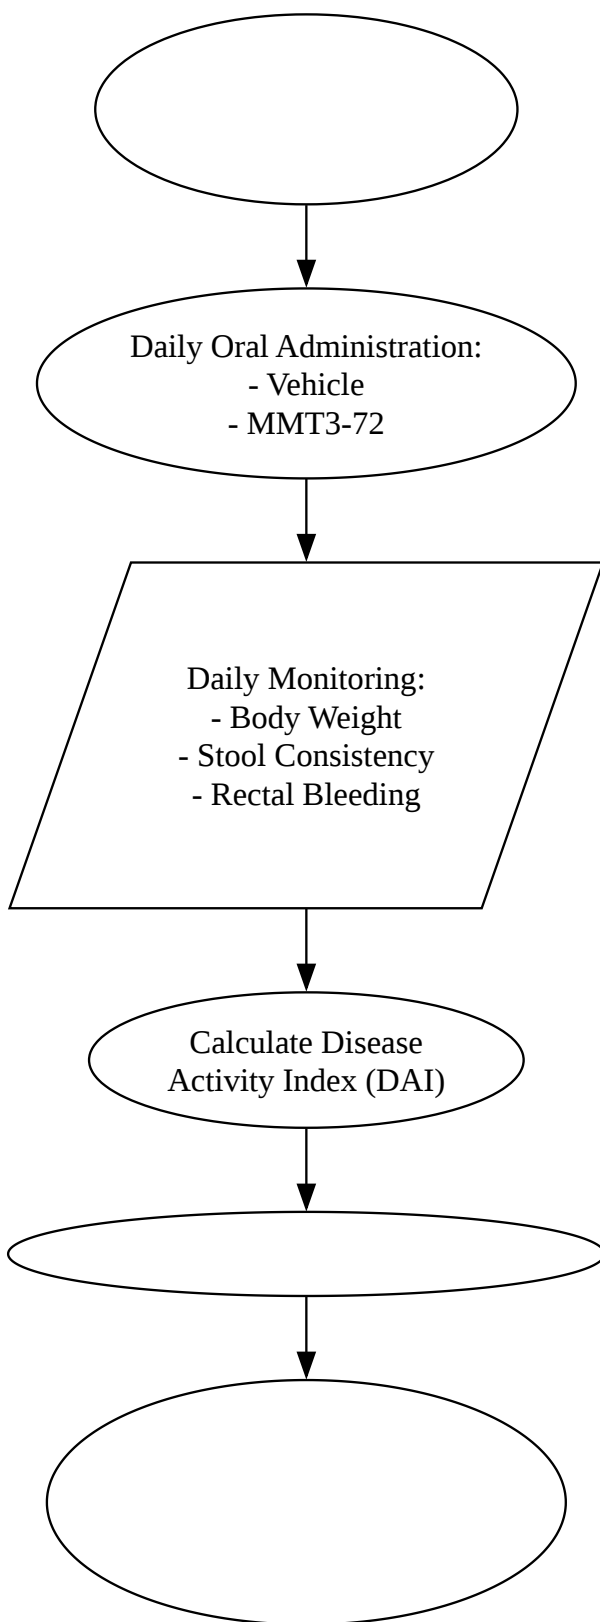 Daily Oral Administration:
- Vehicle
- MMT3-72
Daily Monitoring:
- Body Weight
- Stool Consistency
- Rectal Bleeding
Calculate Disease
Activity Index (DAI)